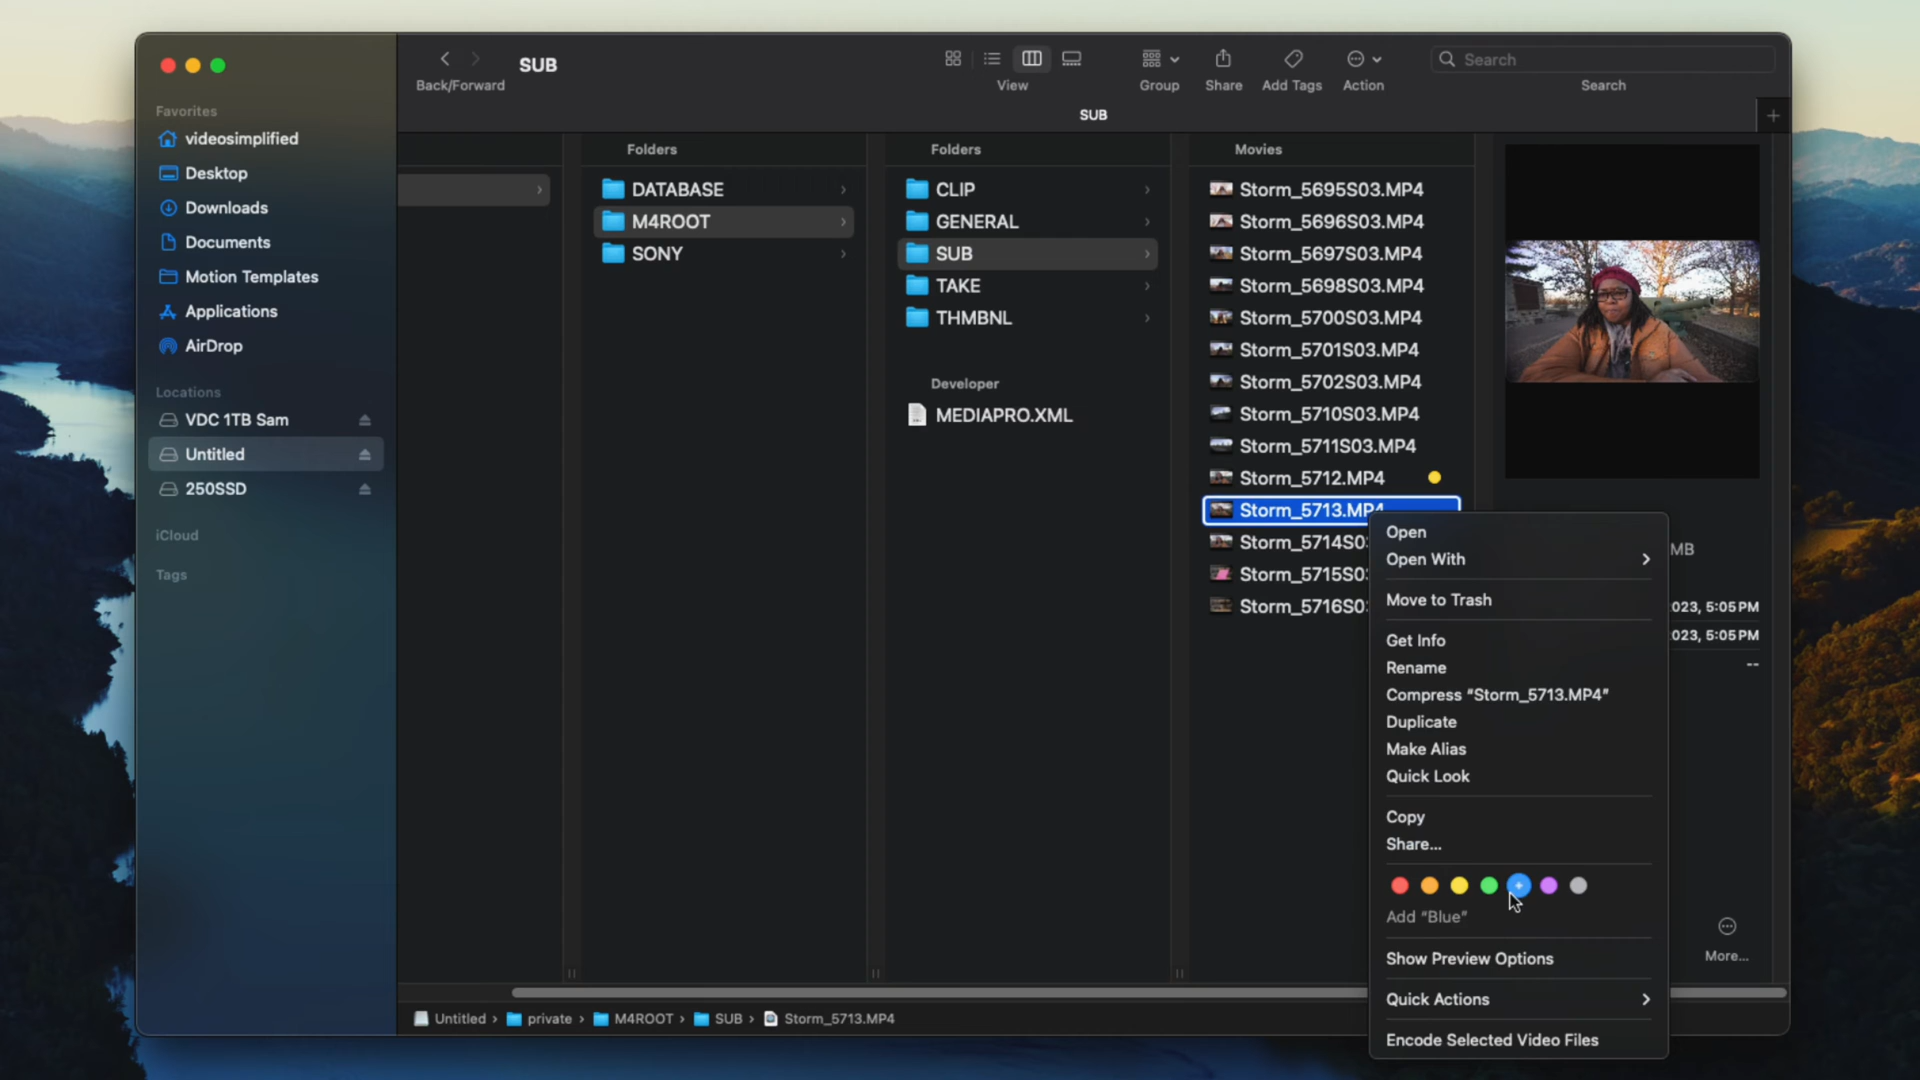 SUB
Back/Forward
View
Group
Share
Add Tags
Action
Search
Search
SUB
Favorites
videosimplified
Desktop
Downloads
Documents
Motion Templates
Applications
AirDrop
Locations
VDC 1TB Sam
Untitled
250SSD
iCloud
Tags
Folders
DATABASE
M4ROOT
SONY
Folders
CLIP
GENERAL
SUB
TAKE
THMBNL
Developer
MEDIAPRO.XML
Movies
Storm_5695S03.MP4
Storm_5696S03.MP4
Storm_5697S03.MP4
Storm_5698S03.MP4
Storm_5700S03.MP4
Storm_5701S03.MP4
Storm_5702S03.MP4
Storm_5710S03.MP4
Storm_5711S03.MP4
Storm_5712.MP4
Storm_5713.MP4
Storm_5714S03
Storm_5715S03
Storm_5716S03
Open
Open With
Move to Trash
Get Info
Rename
Compress “Storm_5713.MP4”
Duplicate
Make Alias
Quick Look
Copy
Share...
Add “Blue”
Show Preview Options
Quick Actions
Encode Selected Video Files
MB
023, 5:05 PM
023, 5:05 PM
--
More...
Untitled › private › M4ROOT › SUB › Storm_5713.MP4